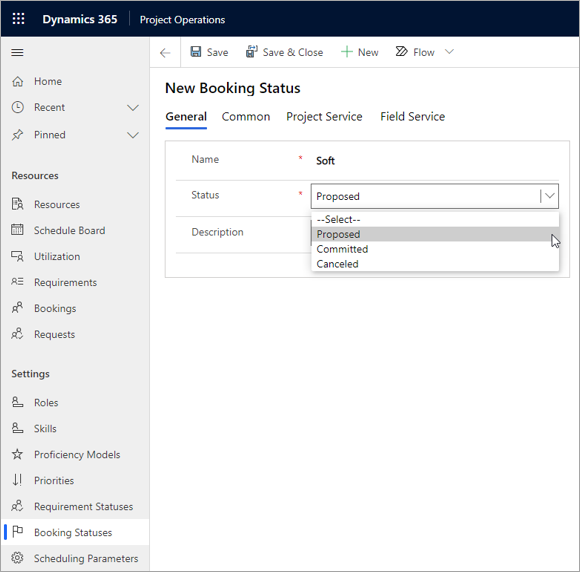 Dynamics 365 Project Operations
Save Save & Close New Flow
Home
Recent
Pinned
Resources
Resources
Schedule Board
Utilization
Requirements
Bookings
Requests
Settings
Roles
Skills
Proficiency Models
Priorities
Requirement Statuses
Booking Statuses
Scheduling Parameters
New Booking Status
General Common Project Service Field Service
Name * Soft
Status * Proposed
--Select--
Proposed
Committed
Canceled
Description